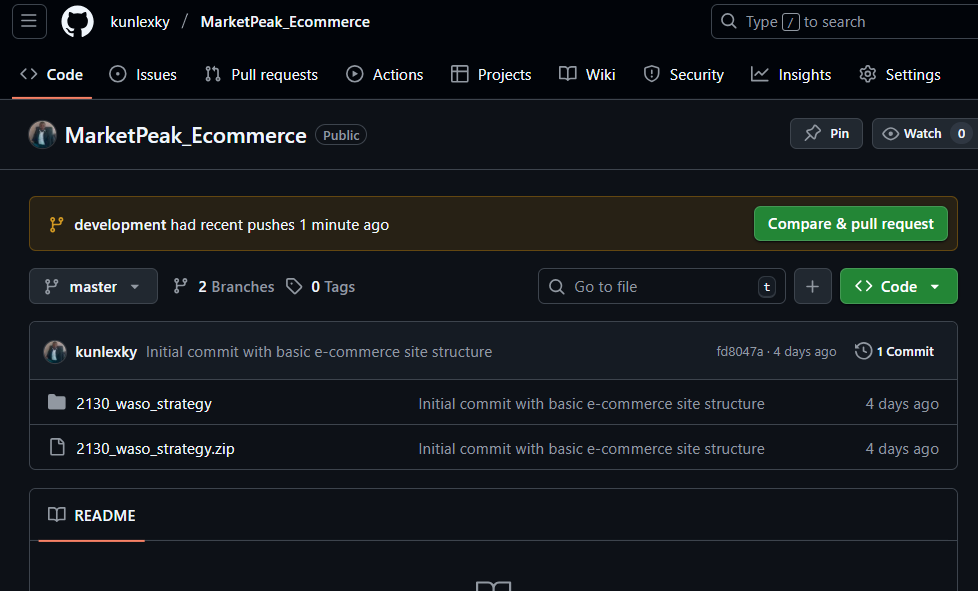 kunlexky / MarketPeak_Ecommerce Type / to search
Code Issues Pull requests Actions Projects Wiki Security Insights Settings
MarketPeak_Ecommerce Public Pin Watch 0
development had recent pushes 1 minute ago Compare & pull request
master 2 Branches 0 Tags Go to file t + Code
kunlexky Initial commit with basic e-commerce site structure fd8047a · 4 days ago 1 Commit
2130_waso_strategy Initial commit with basic e-commerce site structure 4 days ago
2130_waso_strategy.zip Initial commit with basic e-commerce site structure 4 days ago
README